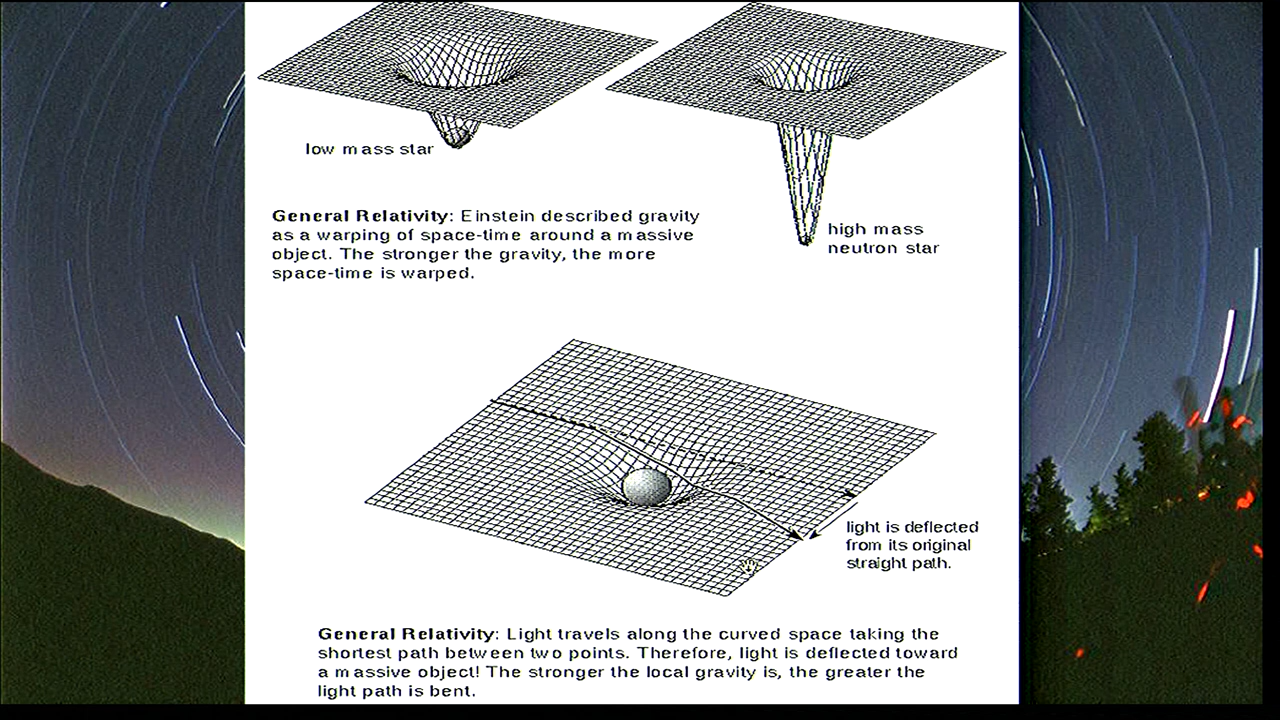 low mass star
General Relativity: Einstein described gravity
as a warping of space-time around a massive
object. The stronger the gravity, the more
space-time is warped.
high mass
neutron star
light is deflected
from its original
straight path.
General Relativity: Light travels along the curved space taking the
shortest path between two points. Therefore, light is deflected toward
a massive object! The stronger the local gravity is, the greater the
light path is bent.